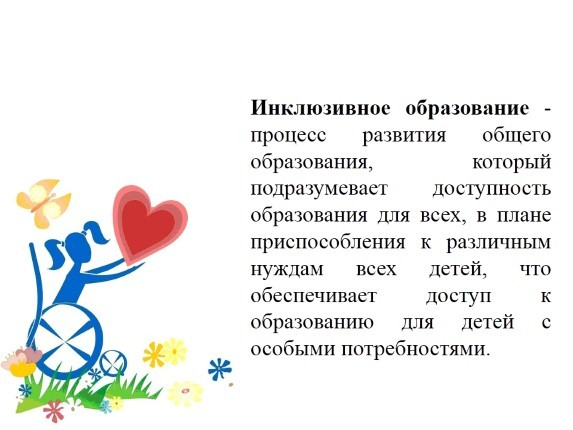 Инклюзивное образование -
процесс развития общего
образования, который
подразумевает доступность
образования для всех, в плане
приспособления к различным
нуждам всех детей, что
обеспечивает доступ к
образованию для детей с
особыми потребностями.